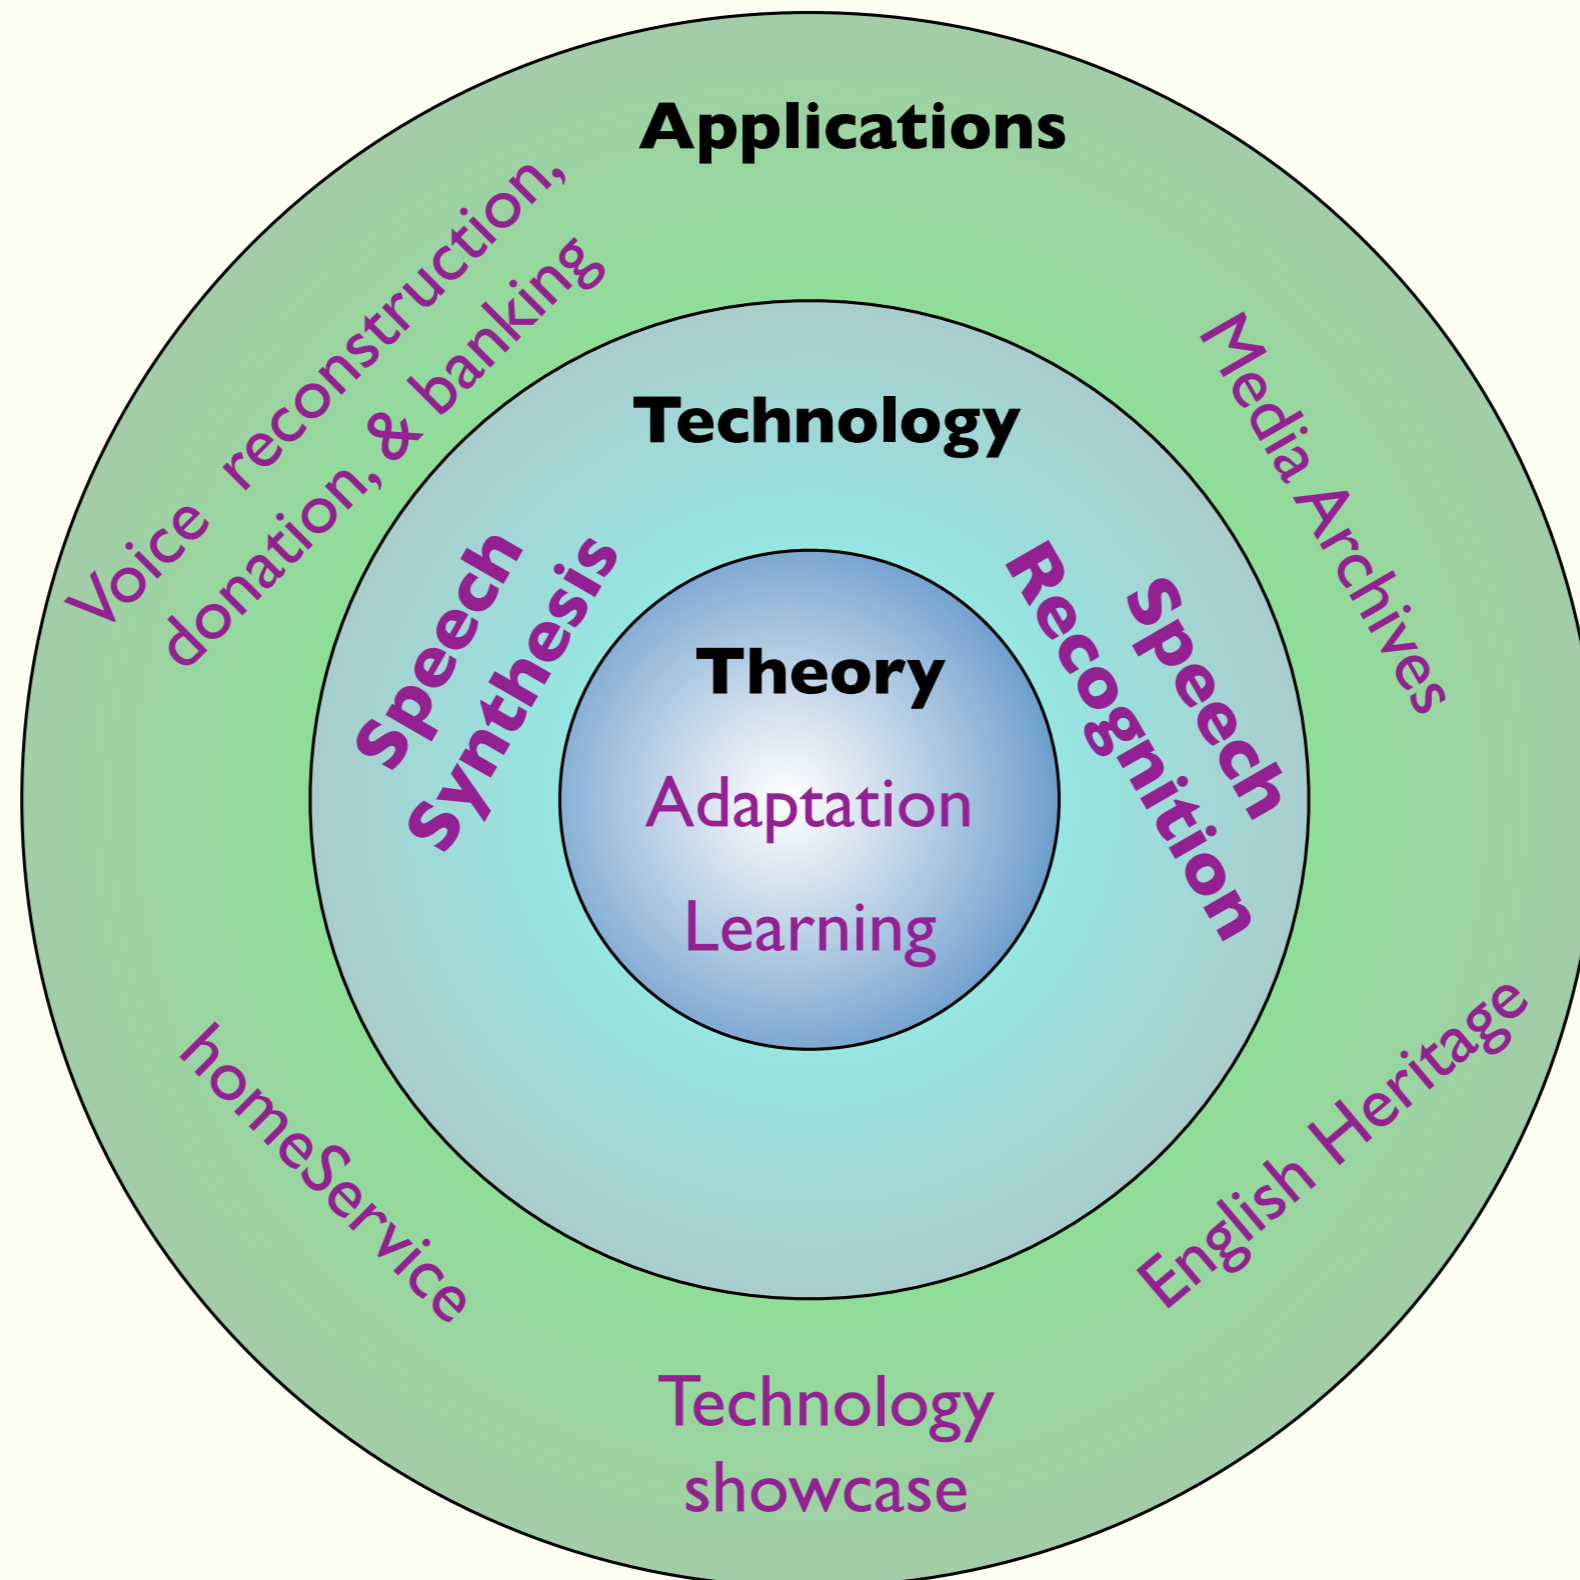 Applications
Voice reconstruction,
donation, & banking
Media Archives
Technology
Speech
Synthesis
Speech
Recognition
Theory
Adaptation
Learning
homeService
English Heritage
Technology
showcase